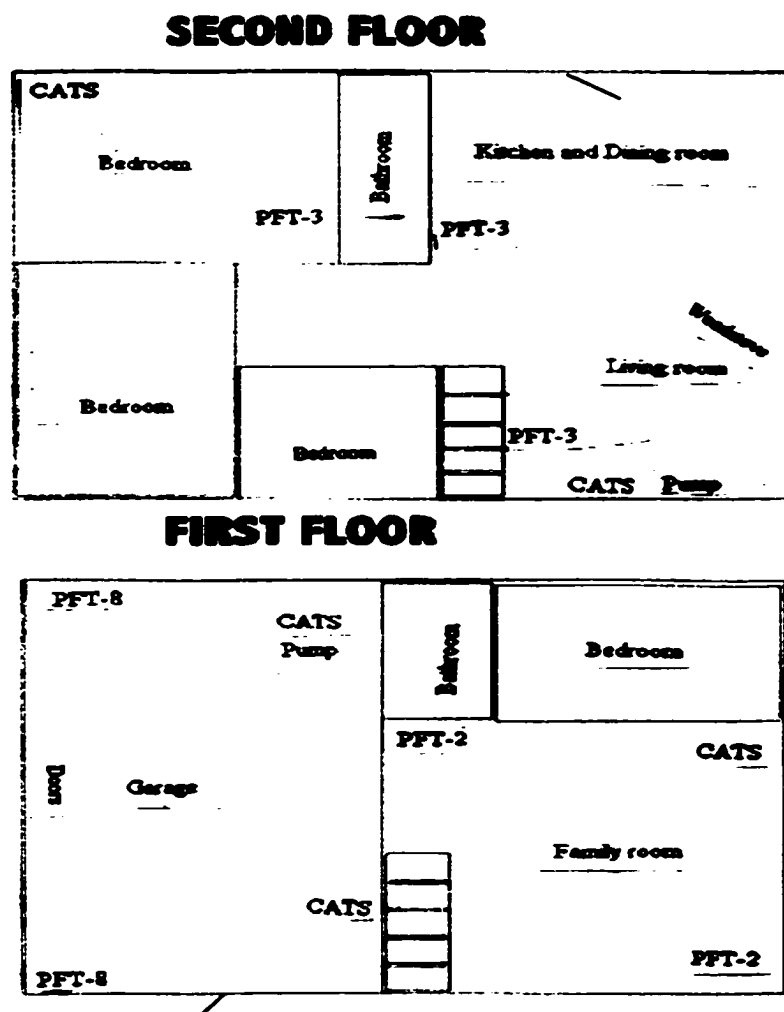 SECOND FLOOR
CATS
Bedroom
Bathroom
Kitchen and Dining room
PFT-3
PFT-3
Woodstove
Living room
Bedroom
Bedroom
PFT-3
CATS Pump
FIRST FLOOR
PFT-8
CATS
Pump
Bathroom
Bedroom
PFT-2
CATS
Doors
Garage
Family room
CATS
PFT-8
PFT-2